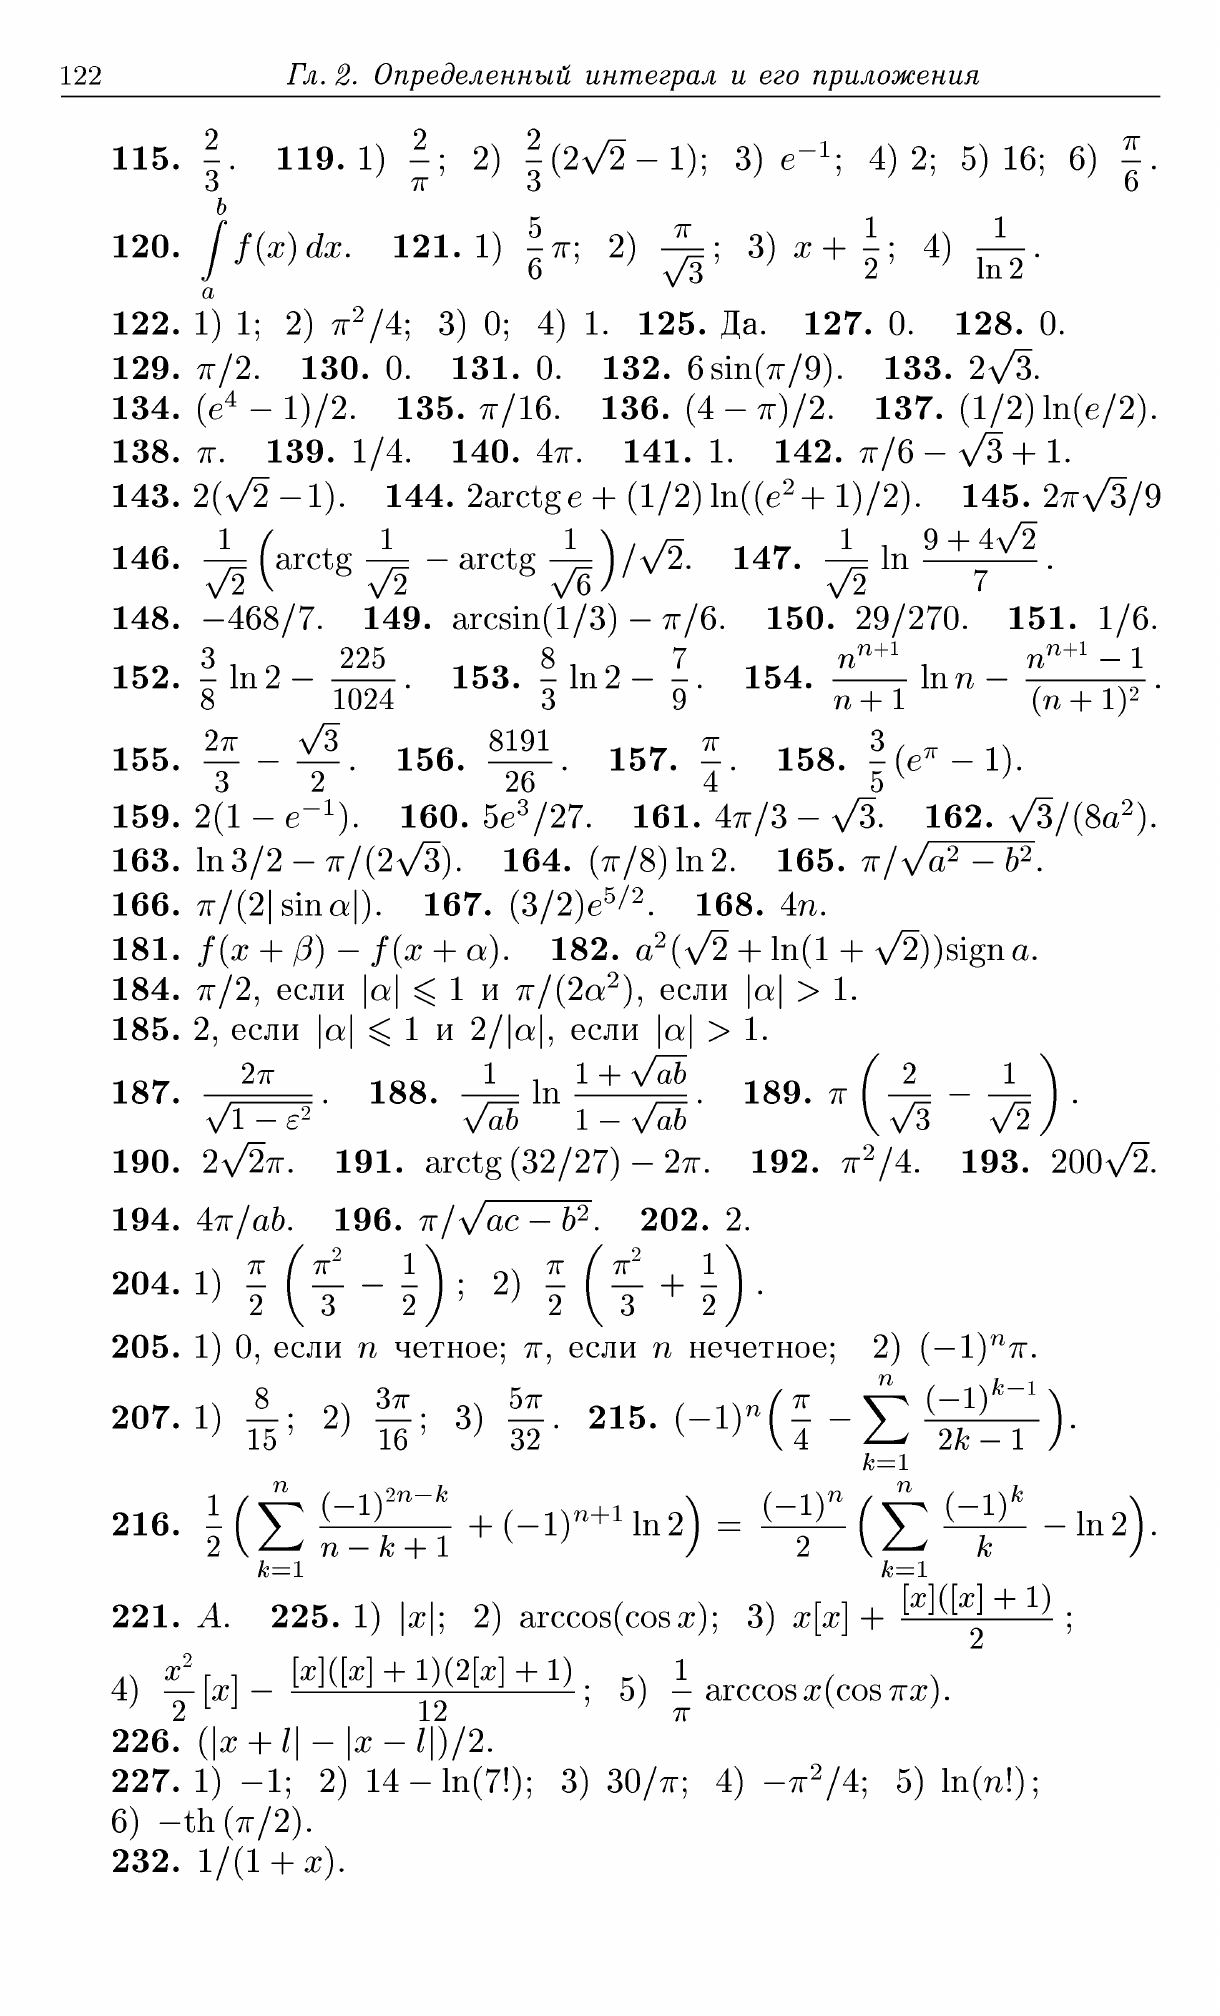 122 Гл. 2. Определенный интеграл и его приложения
115. $\frac{2}{3}$. 119. 1) $\frac{2}{\pi}$; 2) $\frac{2}{3}(2\sqrt{2} - 1)$; 3) $e^{-1}$; 4) 2; 5) 16; 6) $\frac{\pi}{6}$.
120. $\int\limits_a^b f(x)\,dx$. 121. 1) $\frac{5}{6}\pi$; 2) $\frac{\pi}{\sqrt{3}}$; 3) $x + \frac{1}{2}$; 4) $\frac{1}{\ln 2}$.
122. 1) 1; 2) $\pi^2/4$; 3) 0; 4) 1. 125. Да. 127. 0. 128. 0.
129. $\pi/2$. 130. 0. 131. 0. 132. $6\sin(\pi/9)$. 133. $2\sqrt{3}$.
134. $(e^4 - 1)/2$. 135. $\pi/16$. 136. $(4 - \pi)/2$. 137. $(1/2)\ln(e/2)$.
138. $\pi$. 139. 1/4. 140. $4\pi$. 141. 1. 142. $\pi/6 - \sqrt{3} + 1$.
143. $2(\sqrt{2} - 1)$. 144. $2\text{arctg}\, e + (1/2)\ln((e^2 + 1)/2)$. 145. $2\pi\sqrt{3}/9$
146. $\frac{1}{\sqrt{2}}\left(\text{arctg}\,\frac{1}{\sqrt{2}} - \text{arctg}\,\frac{1}{\sqrt{6}}\right)/\sqrt{2}$. 147. $\frac{1}{\sqrt{2}}\ln\frac{9 + 4\sqrt{2}}{7}$.
148. $-468/7$. 149. $\arcsin(1/3) - \pi/6$. 150. 29/270. 151. 1/6.
152. $\frac{3}{8}\ln 2 - \frac{225}{1024}$. 153. $\frac{8}{3}\ln 2 - \frac{7}{9}$. 154. $\frac{n^{n+1}}{n+1}\ln n - \frac{n^{n+1} - 1}{(n+1)^2}$.
155. $\frac{2\pi}{3} - \frac{\sqrt{3}}{2}$. 156. $\frac{8191}{26}$. 157. $\frac{\pi}{4}$. 158. $\frac{3}{5}(e^{\pi} - 1)$.
159. $2(1 - e^{-1})$. 160. $5e^3/27$. 161. $4\pi/3 - \sqrt{3}$. 162. $\sqrt{3}/(8a^2)$.
163. $\ln 3/2 - \pi/(2\sqrt{3})$. 164. $(\pi/8)\ln 2$. 165. $\pi/\sqrt{a^2 - b^2}$.
166. $\pi/(2|\sin\alpha|)$. 167. $(3/2)e^{5/2}$. 168. $4n$.
181. $f(x + \beta) - f(x + \alpha)$. 182. $a^2(\sqrt{2} + \ln(1 + \sqrt{2}))\text{sign}\, a$.
184. $\pi/2$, если $|\alpha| \leqslant 1$ и $\pi/(2\alpha^2)$, если $|\alpha| > 1$.
185. 2, если $|\alpha| \leqslant 1$ и $2/|\alpha|$, если $|\alpha| > 1$.
187. $\frac{2\pi}{\sqrt{1 - \varepsilon^2}}$. 188. $\frac{1}{\sqrt{ab}}\ln\frac{1 + \sqrt{ab}}{1 - \sqrt{ab}}$. 189. $\pi\left(\frac{2}{\sqrt{3}} - \frac{1}{\sqrt{2}}\right)$.
190. $2\sqrt{2}\pi$. 191. $\text{arctg}\,(32/27) - 2\pi$. 192. $\pi^2/4$. 193. $200\sqrt{2}$.
194. $4\pi/ab$. 196. $\pi/\sqrt{ac - b^2}$. 202. 2.
204. 1) $\frac{\pi}{2}\left(\frac{\pi^2}{3} - \frac{1}{2}\right)$; 2) $\frac{\pi}{2}\left(\frac{\pi^2}{3} + \frac{1}{2}\right)$.
205. 1) 0, если $n$ четное; $\pi$, если $n$ нечетное; 2) $(-1)^n\pi$.
207. 1) $\frac{8}{15}$; 2) $\frac{3\pi}{16}$; 3) $\frac{5\pi}{32}$. 215. $(-1)^n\left(\frac{\pi}{4} - \sum\limits_{k=1}^{n}\frac{(-1)^{k-1}}{2k - 1}\right)$.
216. $\frac{1}{2}\left(\sum\limits_{k=1}^{n}\frac{(-1)^{2n-k}}{n - k + 1} + (-1)^{n+1}\ln 2\right) = \frac{(-1)^n}{2}\left(\sum\limits_{k=1}^{n}\frac{(-1)^k}{k} - \ln 2\right)$.
221. $A$. 225. 1) $|x|$; 2) $\arccos(\cos x)$; 3) $x[x] + \frac{[x]([x] + 1)}{2}$;
4) $\frac{x^2}{2}[x] - \frac{[x]([x] + 1)(2[x] + 1)}{12}$; 5) $\frac{1}{\pi}\arccos x(\cos \pi x)$.
226. $(|x + l| - |x - l|)/2$.
227. 1) $-1$; 2) $14 - \ln(7!)$; 3) $30/\pi$; 4) $-\pi^2/4$; 5) $\ln(n!)$;
6) $-\text{th}\,(\pi/2)$.
232. $1/(1 + x)$.